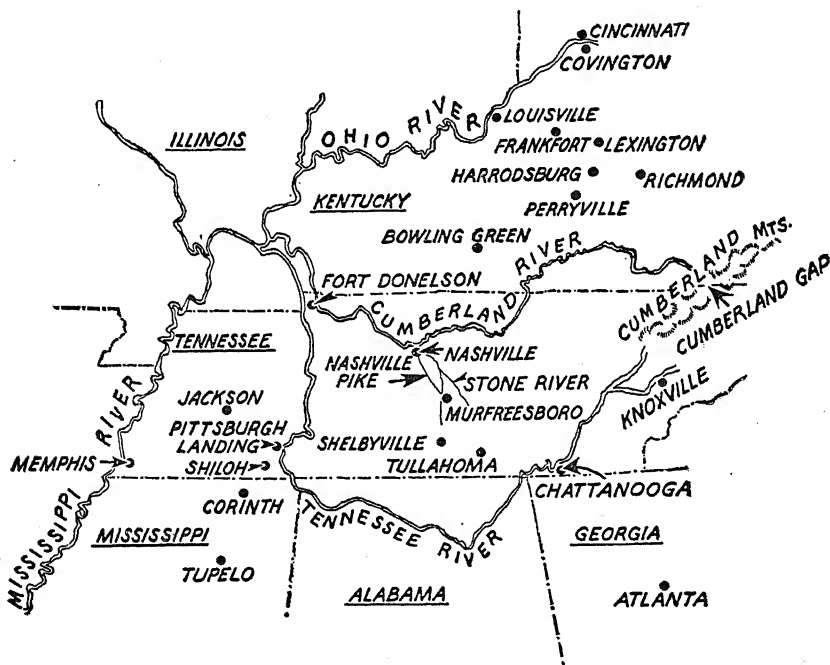 CINCINNATI
COVINGTON
LOUISVILLE
OHIO RIVER
ILLINOIS
FRANKFORT
LEXINGTON
HARRODSBURG
RICHMOND
KENTUCKY
PERRYVILLE
BOWLING GREEN
CUMBERLAND MTS.
CUMBERLAND GAP
FORT DONELSON
CUMBERLAND RIVER
TENNESSEE
NASHVILLE
NASHVILLE
PIKE
STONE RIVER
KNOXVILLE
JACKSON
MURFREESBORO
PITTSBURGH
LANDING
SHELBYVILLE
MEMPHIS
SHILOH
TULLAHOMA
CHATTANOOGA
CORINTH
TENNESSEE RIVER
MISSISSIPPI RIVER
MISSISSIPPI
GEORGIA
TUPELO
ALABAMA
ATLANTA